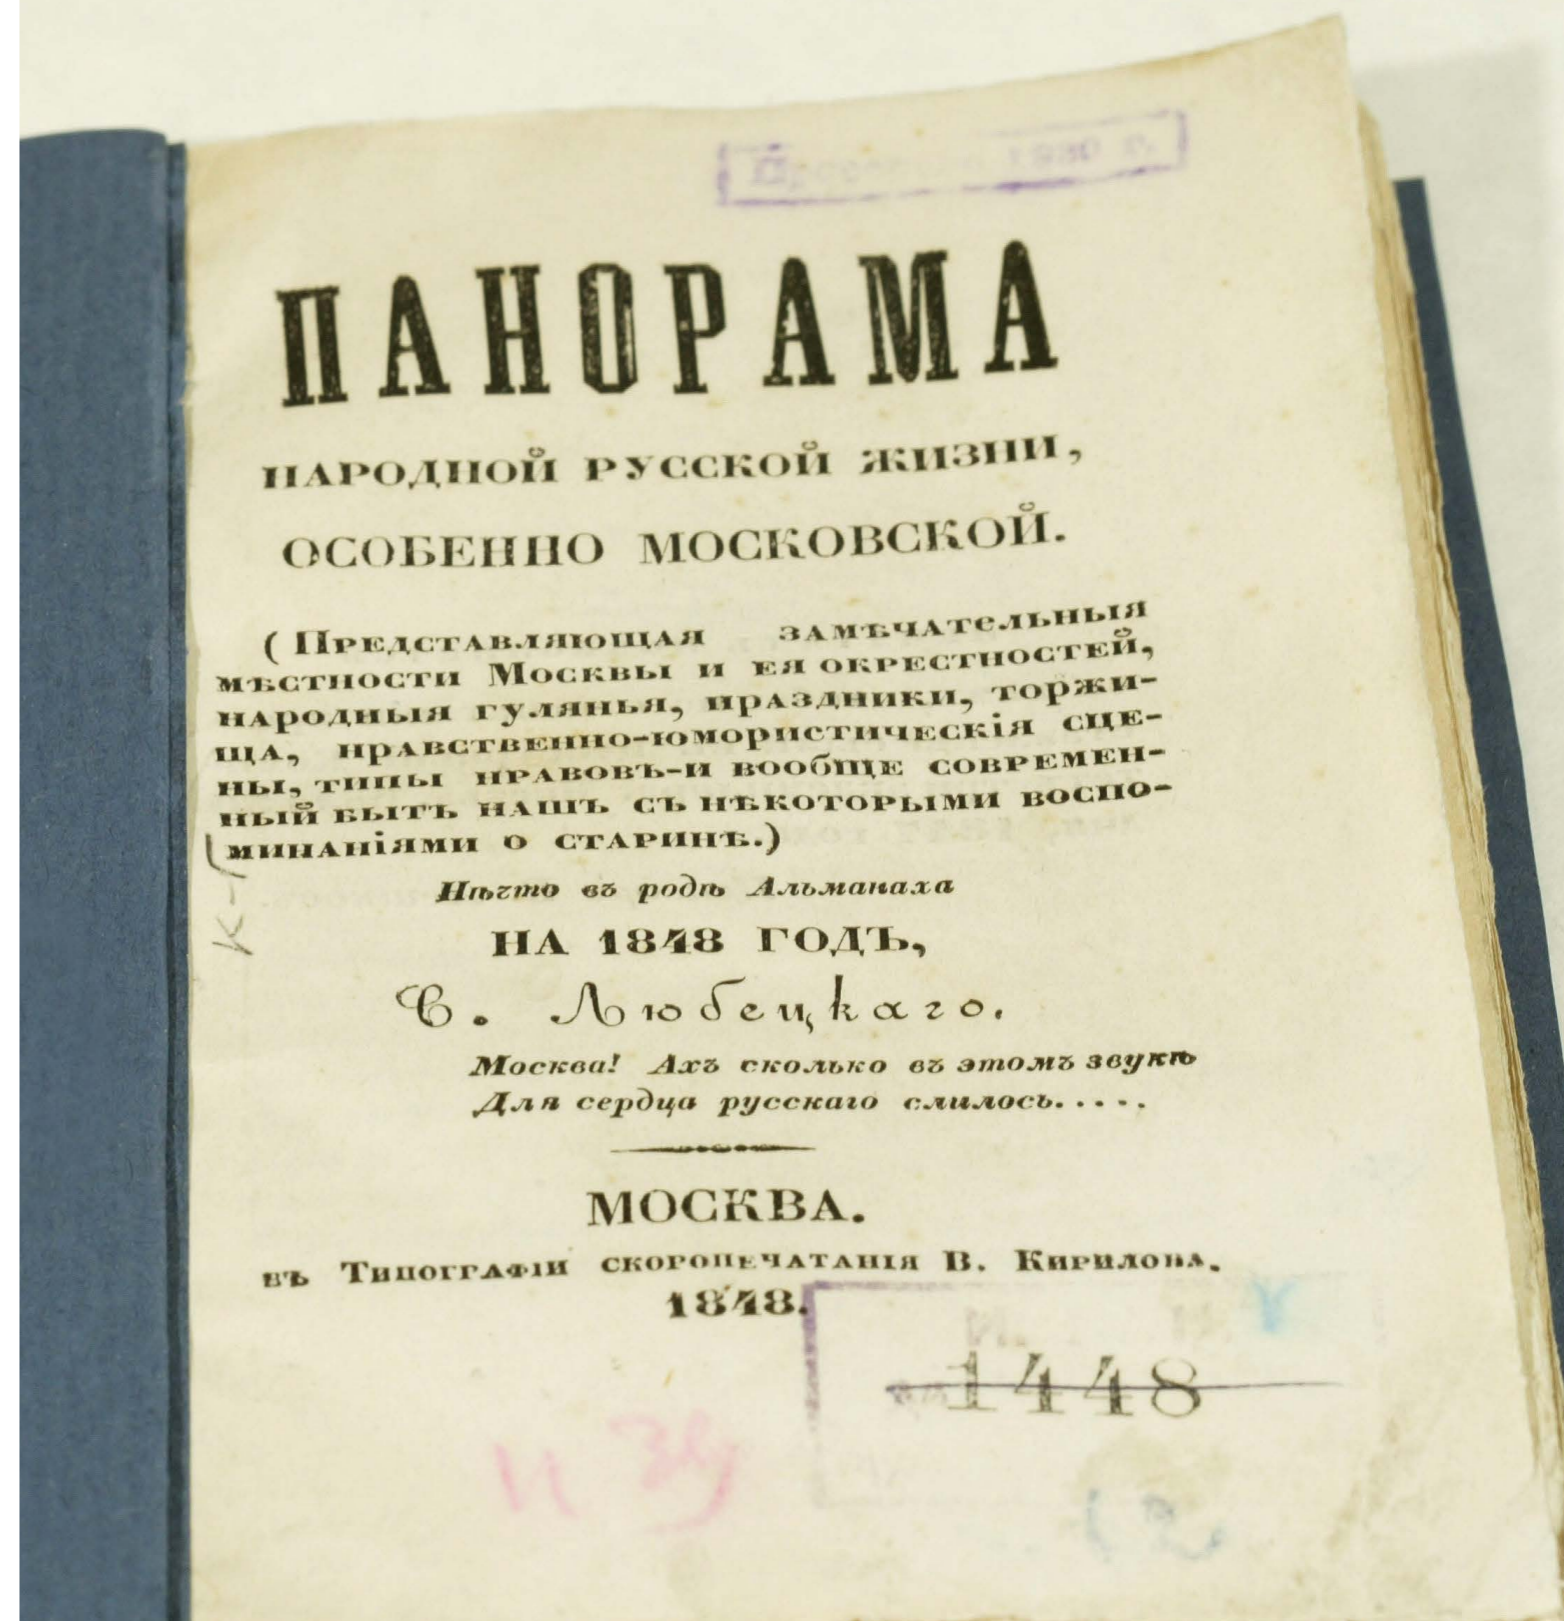 1930 г.
ПАНОРАМА
НАРОДНОЙ РУССКОЙ ЖИЗНИ,
ОСОБЕННО МОСКОВСКОЙ.
(Представляющая замѣчательныя
мѣстности Москвы и ея окрестностей,
народныя гулянья, праздники, торжи-
ща, нравственно-юмористическія сце-
ны, типы нравовъ-и вообще современ-
ный бытъ нашъ съ нѣкоторыми воспо-
минаніями о старинѣ.)
Нѣчто въ родѣ Альманаха
НА 1848 ГОДЪ,
С. Любецкаго.
Москва! Ахъ сколько въ этомъ звукѣ
Для сердца русскаго слилось.....
МОСКВА.
въ Типографіи скоропечатанія В. Кирилова.
1848.
1448